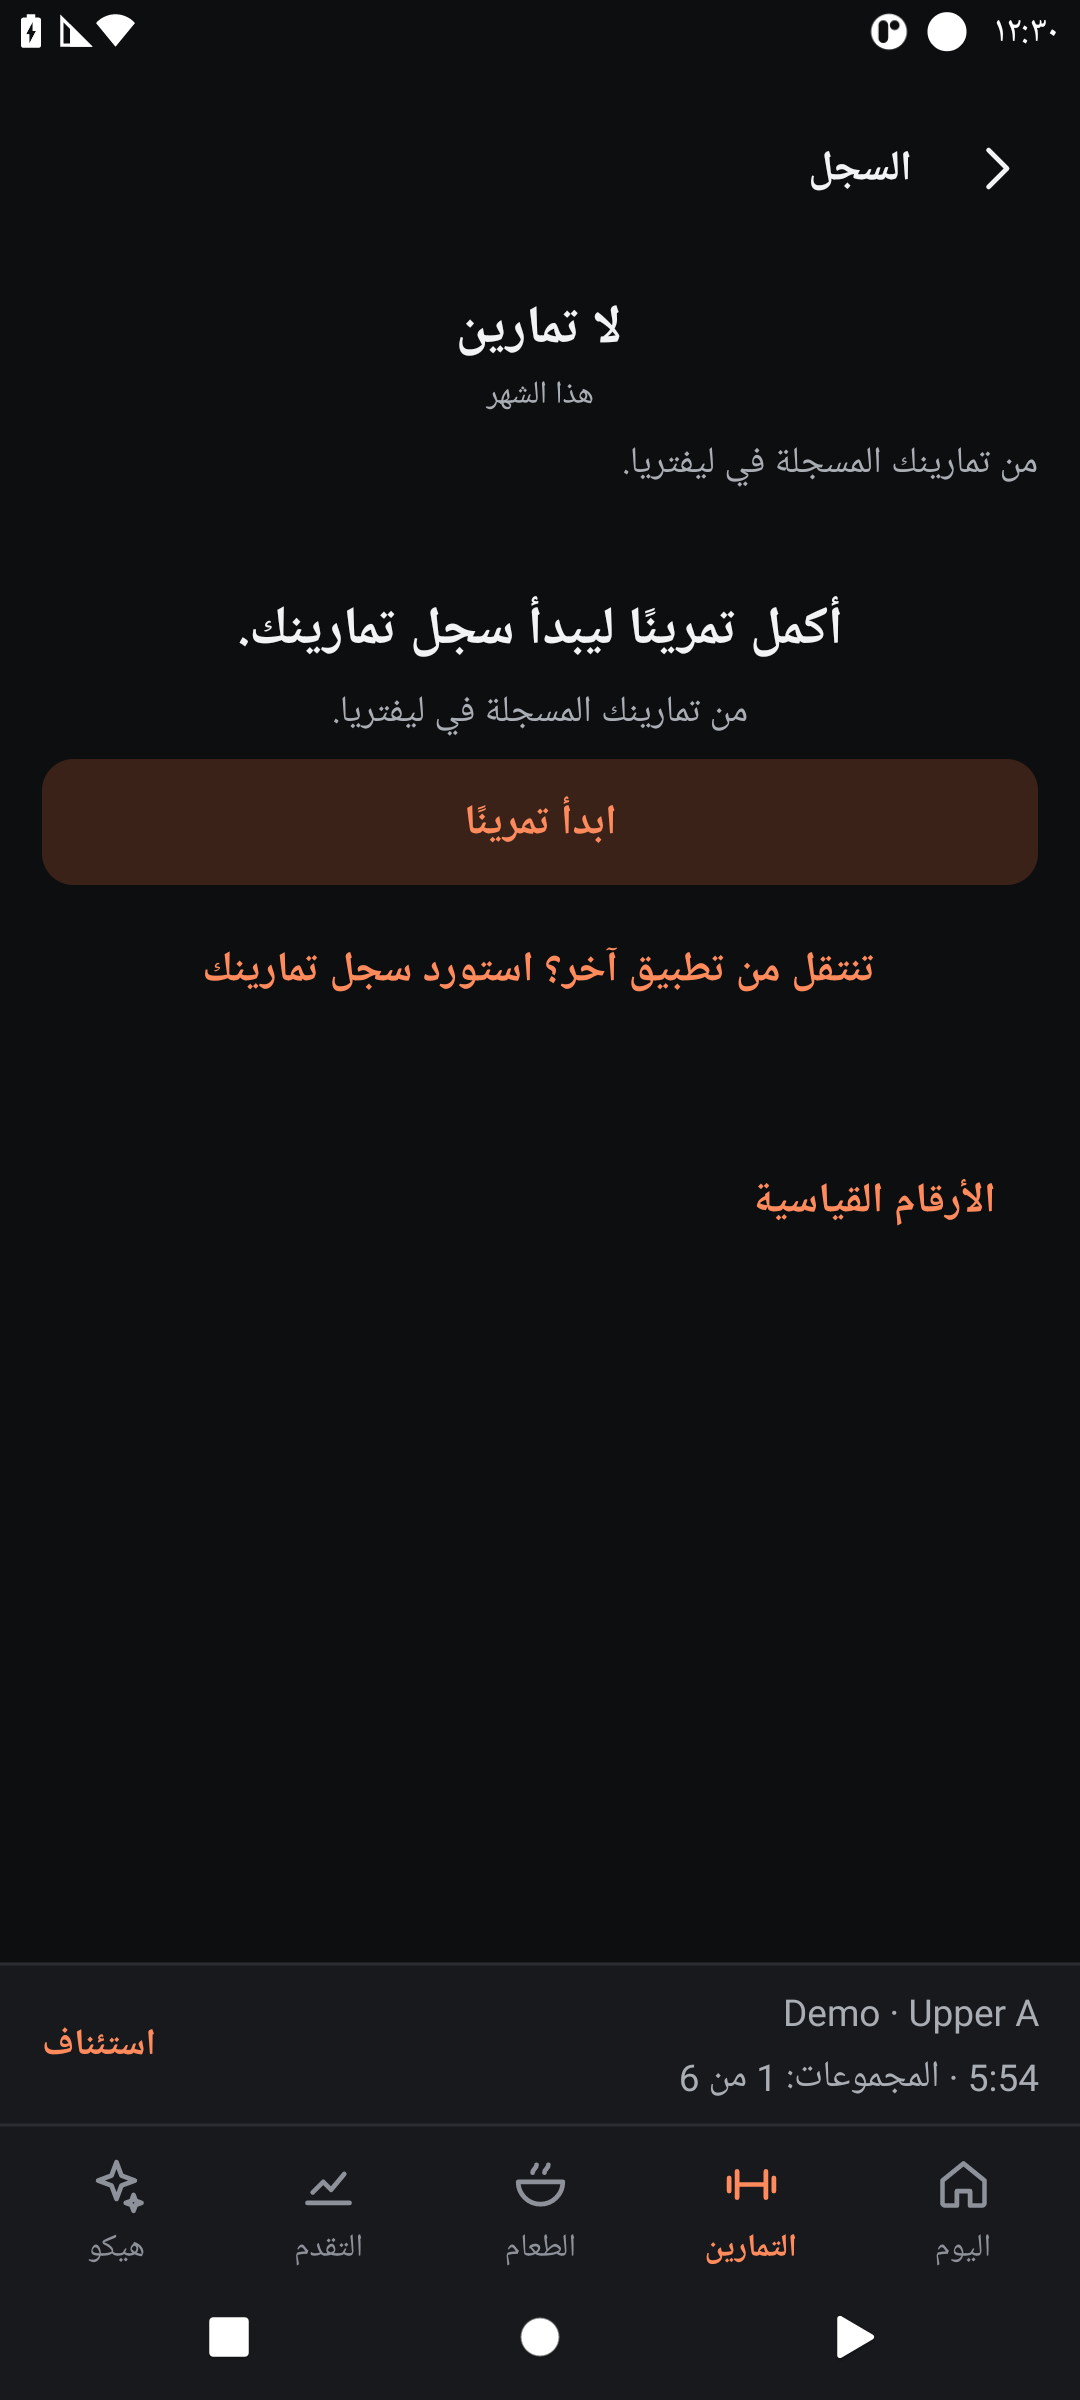 ١٢:٣٠
السجل
لا تمارين
هذا الشهر
من تمارينك المسجلة في ليفتريا.
أكمل تمرينًا ليبدأ سجل تمارينك.
من تمارينك المسجلة في ليفتريا.
ابدأ تمرينًا
تنتقل من تطبيق آخر؟ استورد سجل تمارينك
الأرقام القياسية
Demo · Upper A
5:54 · المجموعات: 1 من 6
استئناف
اليوم
التمارين
الطعام
التقدم
هيكو